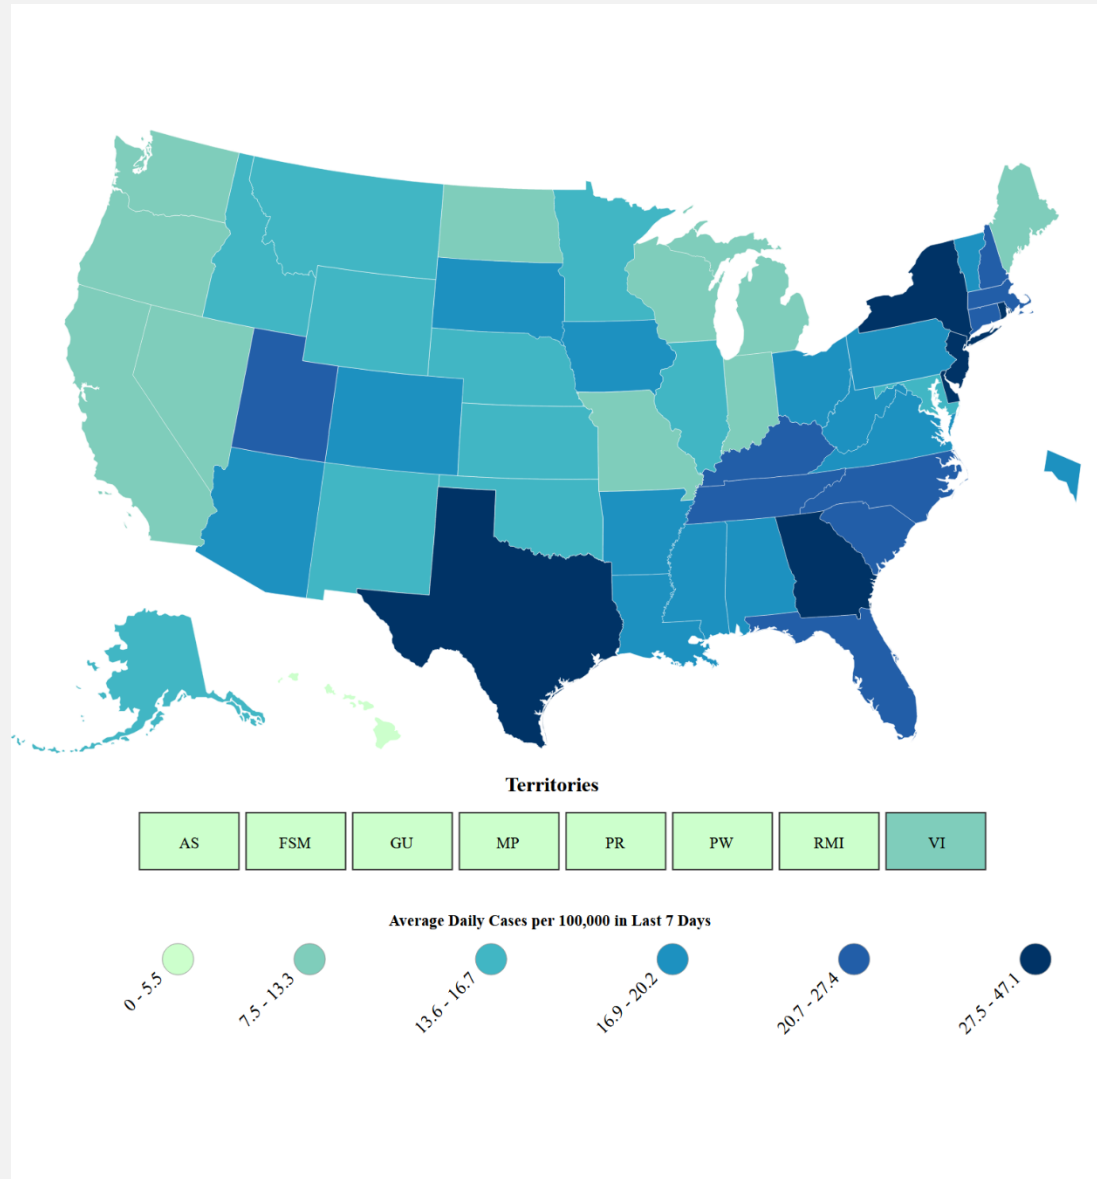 Territories
AS FSM GU MP PR PW RMI VI
Average Daily Cases per 100,000 in Last 7 Days
0 - 5.5 7.5 - 13.3 13.6 - 16.7 16.9 - 20.2 20.7 - 27.4 27.5 - 47.1